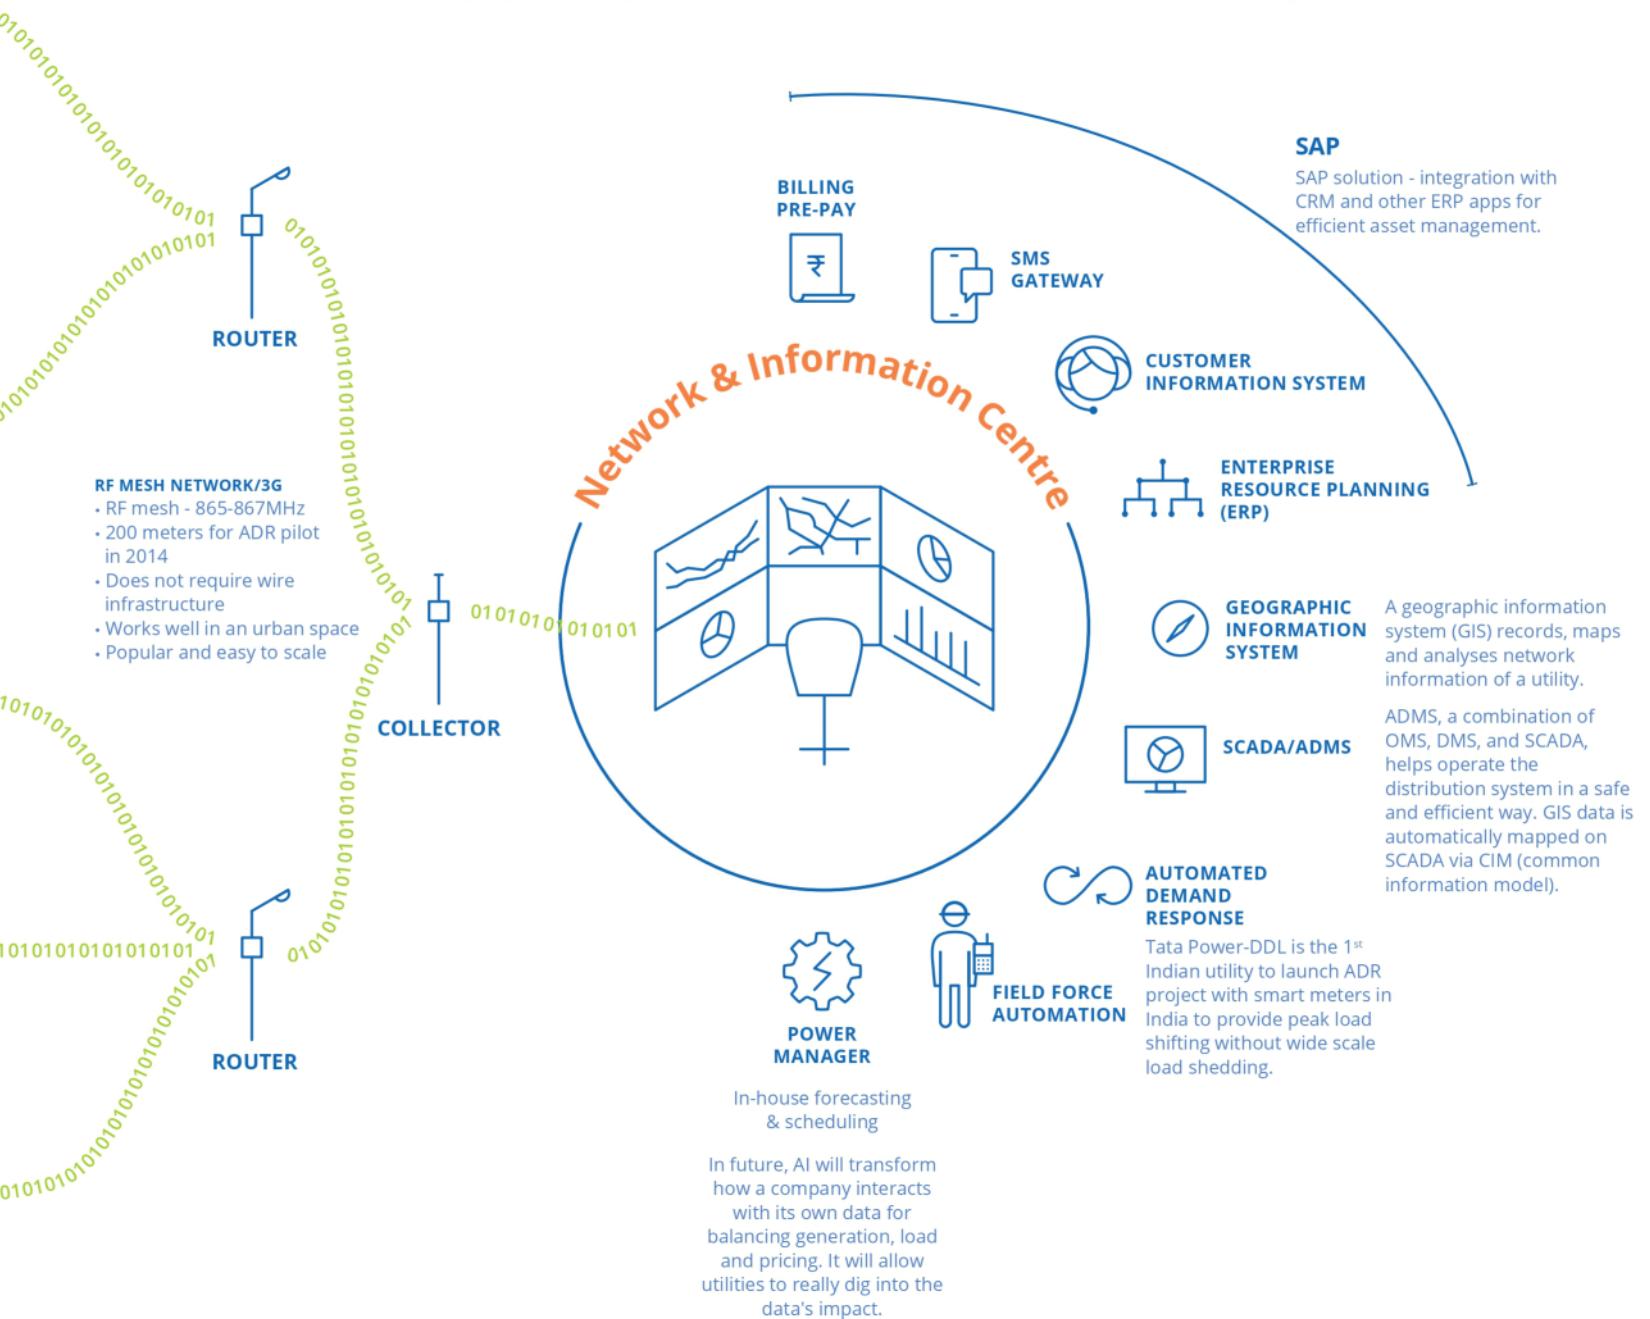 01010101010101010101010101
01010101010101010101010101
ROUTER
RF MESH NETWORK/3G
• RF mesh - 865-867MHz
• 200 meters for ADR pilot
in 2014
• Does not require wire
infrastructure
• Works well in an urban space
• Popular and easy to scale
COLLECTOR
010101010101
1010101010101010101
ROUTER
SAP
SAP solution - integration with
CRM and other ERP apps for
efficient asset management.
BILLING
PRE-PAY
₹
SMS
GATEWAY
CUSTOMER
INFORMATION SYSTEM
Network & Information Centre
ENTERPRISE
RESOURCE PLANNING
(ERP)
GEOGRAPHIC
INFORMATION
SYSTEM
A geographic information
system (GIS) records, maps
and analyses network
information of a utility.
SCADA/ADMS
ADMS, a combination of
OMS, DMS, and SCADA,
helps operate the
distribution system in a safe
and efficient way. GIS data is
automatically mapped on
SCADA via CIM (common
information model).
AUTOMATED
DEMAND
RESPONSE
Tata Power-DDL is the 1st
Indian utility to launch ADR
project with smart meters in
India to provide peak load
shifting without wide scale
load shedding.
FIELD FORCE
AUTOMATION
POWER
MANAGER
In-house forecasting
& scheduling
In future, AI will transform
how a company interacts
with its own data for
balancing generation, load
and pricing. It will allow
utilities to really dig into the
data's impact.